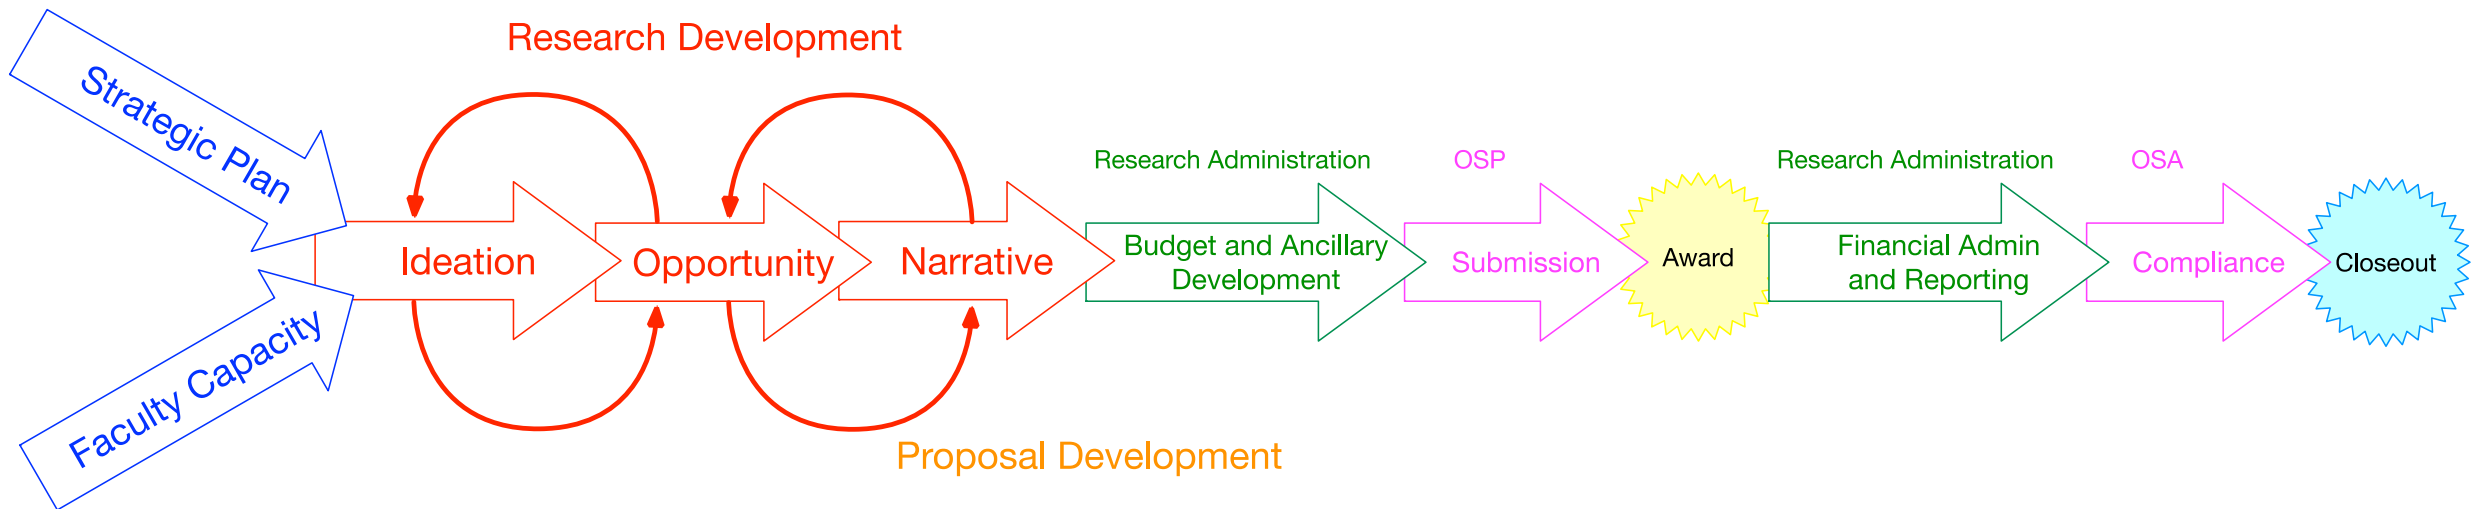 Research Development
Strategic Plan
Faculty Capacity
Ideation
Opportunity
Narrative
Proposal Development
Research Administration
Budget and Ancillary
Development
OSP
Submission
Award
Research Administration
Financial Admin
and Reporting
OSA
Compliance
Closeout